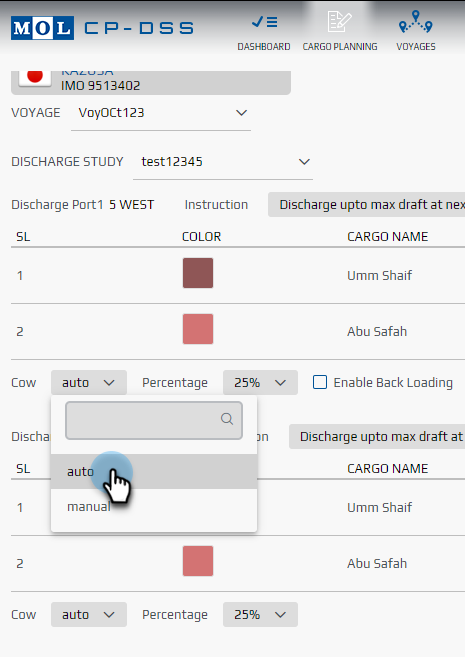 MOL CP-DSS
DASHBOARD CARGO PLANNING VOYAGES
KAZUSA
IMO 9513402
VOYAGE VoyOCt123
DISCHARGE STUDY test12345
Discharge Port1 5 WEST Instruction Discharge upto max draft at nex
SL COLOR CARGO NAME
1 Umm Shaif
2 Abu Safah
Cow auto Percentage 25% Enable Back Loading
Discha on Discharge upto max draft at
auto
SL CARGO NAME
manual
1 Umm Shaif
2 Abu Safah
Cow auto Percentage 25%